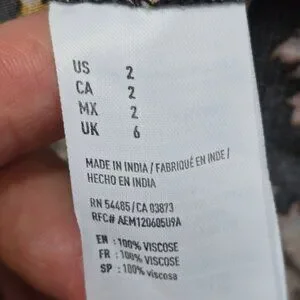 US 2
CA 2
MX 2
UK 6
MADE IN INDIA / FABRIQUÉ EN INDE /
HECHO EN INDIA
RN 54485 / CA 03873
RFC# AEM120605U9A
EN : 100% VISCOSE
FR : 100% VISCOSE
SP : 100% viscosa